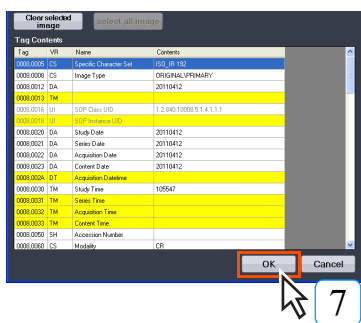 Clear selected image
select all image
Tag Contents
Tag VR Name Contents
0008,0005 CS Specific Character Set ISO_IR 192
0008,0008 CS Image Type ORIGINAL\PRIMARY
0008,0012 DA 20110412
0008,0013 TM
0008,0016 UI SOP Class UID 1.2.840.10008.5.1.4.1.1.1
0008,0018 UI SOP Instance UID
0008,0020 DA Study Date 20110412
0008,0021 DA Series Date 20110412
0008,0022 DA Acquisition Date 20110412
0008,0023 DA Content Date 20110412
0008,002A DT Acquisition Datetime
0008,0030 TM Study Time 105547
0008,0031 TM Series Time
0008,0032 TM Acquisition Time
0008,0033 TM Content Time
0008,0050 SH Accession Number
0008,0060 CS Modality CR
OK Cancel
7